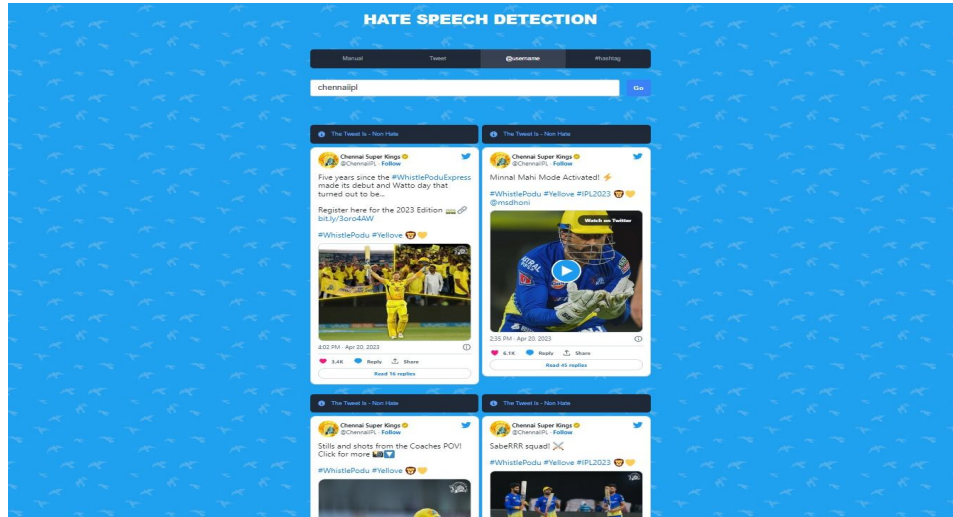 HATE SPEECH DETECTION
Manual Tweet @username #hashtag
chennaiipl Go
The Tweet Is - Non Hate
Chennai Super Kings
@ChennaiIPL · Follow
Five years since the #WhistlePoduExpress
made its debut and Watto day that
turned out to be...
Register here for the 2023 Edition
bit.ly/3oro4AW
#WhistlePodu #Yellove
4:02 PM · Apr 20, 2023
3.4K Reply Share
Read 16 replies
The Tweet Is - Non Hate
Chennai Super Kings
@ChennaiIPL · Follow
Minnal Mahi Mode Activated!
#WhistlePodu #Yellove #IPL2023
@msdhoni
Watch on Twitter
2:35 PM · Apr 20, 2023
6.1K Reply Share
Read 45 replies
The Tweet Is - Non Hate
Chennai Super Kings
@ChennaiIPL · Follow
Stills and shots from the Coaches POV!
Click for more
#WhistlePodu #Yellove
The Tweet Is - Non Hate
Chennai Super Kings
@ChennaiIPL · Follow
SabeRRR squad!
#WhistlePodu #Yellove #IPL2023